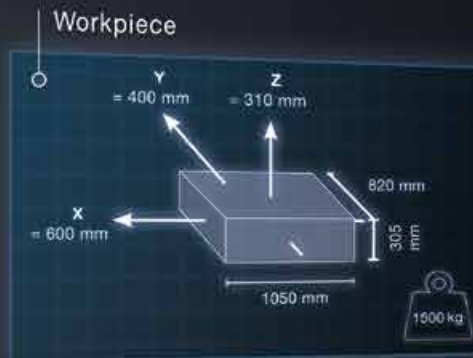 Workpiece
Y
= 400 mm
Z
= 310 mm
X
= 600 mm
820 mm
305
mm
1050 mm
1500 kg